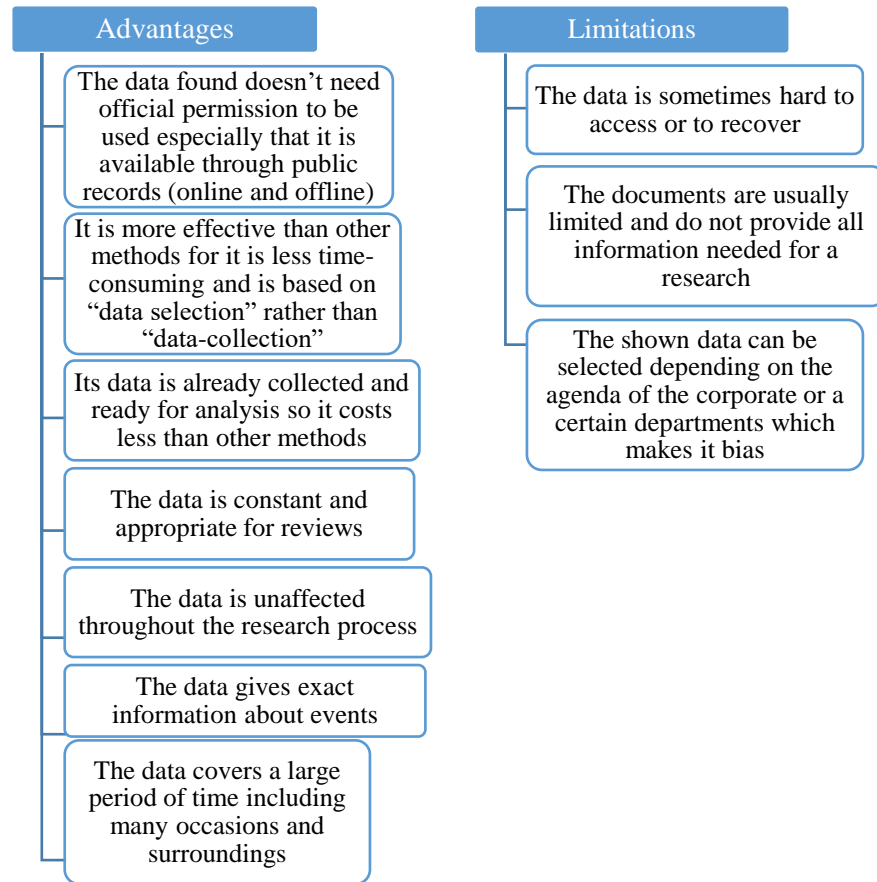 Advantages
The data found doesn’t need
official permission to be
used especially that it is
available through public
records (online and offline)
It is more effective than other
methods for it is less time-
consuming and is based on
“data selection” rather than
“data-collection”
Its data is already collected and
ready for analysis so it costs
less than other methods
The data is constant and
appropriate for reviews
The data is unaffected
throughout the research process
The data gives exact
information about events
The data covers a large
period of time including
many occasions and
surroundings
Limitations
The data is sometimes hard to
access or to recover
The documents are usually
limited and do not provide all
information needed for a
research
The shown data can be
selected depending on the
agenda of the corporate or a
certain departments which
makes it bias